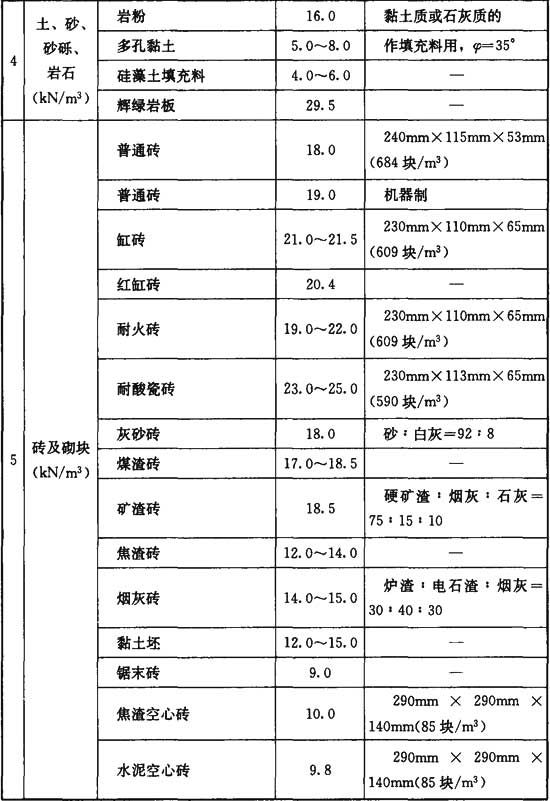 4
土、砂、
砂砾、
岩石
(kN/m³)
岩粉 16.0 黏土质或石灰质的
多孔黏土 5.0～8.0 作填充料用，φ=35°
硅藻土填充料 4.0～6.0 —
辉绿岩板 29.5 —
5
砖及砌块
(kN/m³)
普通砖 18.0 240mm×115mm×53mm
(684 块/m³)
普通砖 19.0 机器制
缸砖 21.0～21.5 230mm×110mm×65mm
(609 块/m³)
红缸砖 20.4 —
耐火砖 19.0～22.0 230mm×110mm×65mm
(609 块/m³)
耐酸瓷砖 23.0～25.0 230mm×113mm×65mm
(590 块/m³)
灰砂砖 18.0 砂：白灰=92：8
煤渣砖 17.0～18.5 —
矿渣砖 18.5 硬矿渣：烟灰：石灰=
75：15：10
焦渣砖 12.0～14.0 —
烟灰砖 14.0～15.0 炉渣：电石渣：烟灰=
30：40：30
黏土坯 12.0～15.0 —
锯末砖 9.0 —
焦渣空心砖 10.0 290mm × 290mm ×
140mm(85 块/m³)
水泥空心砖 9.8 290mm × 290mm ×
140mm(85 块/m³)